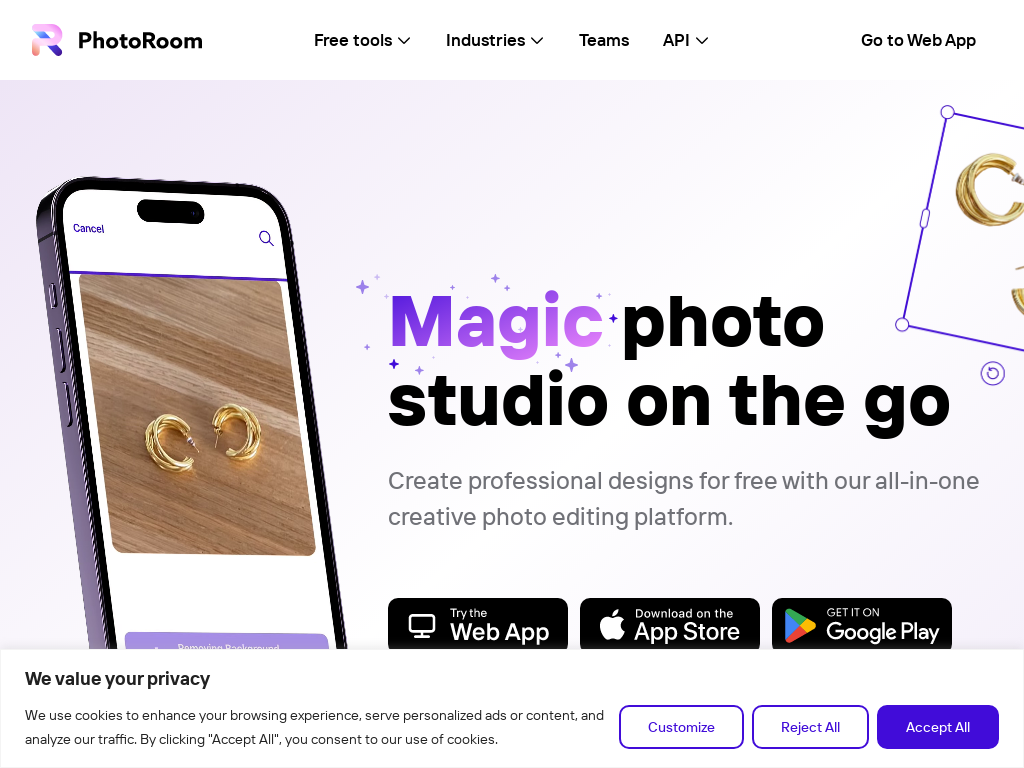 PhotoRoom
Free tools
Industries
Teams
API
Go to Web App
Cancel
Magic photo
studio on the go
Create professional designs for free with our all-in-one
creative photo editing platform.
Try the
Web App
Download on the
App Store
GET IT ON
Google Play
Removing Background
We value your privacy
We use cookies to enhance your browsing experience, serve personalized ads or content, and
analyze our traffic. By clicking "Accept All", you consent to our use of cookies.
Customize
Reject All
Accept All